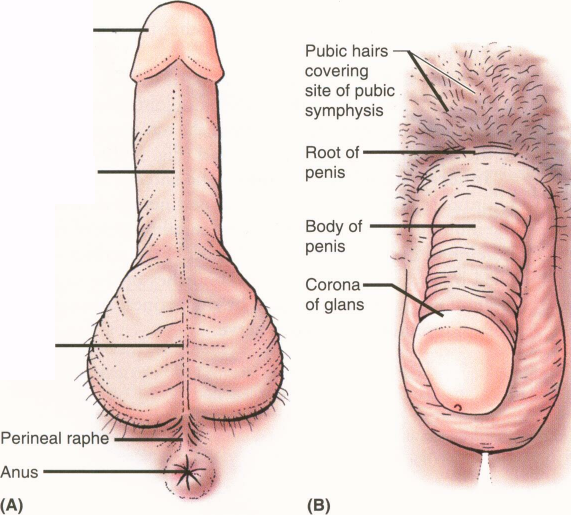 Perineal raphe
Anus
(A)
Pubic hairs
covering
site of pubic
symphysis
Root of
penis
Body of
penis
Corona
of glans
(B)